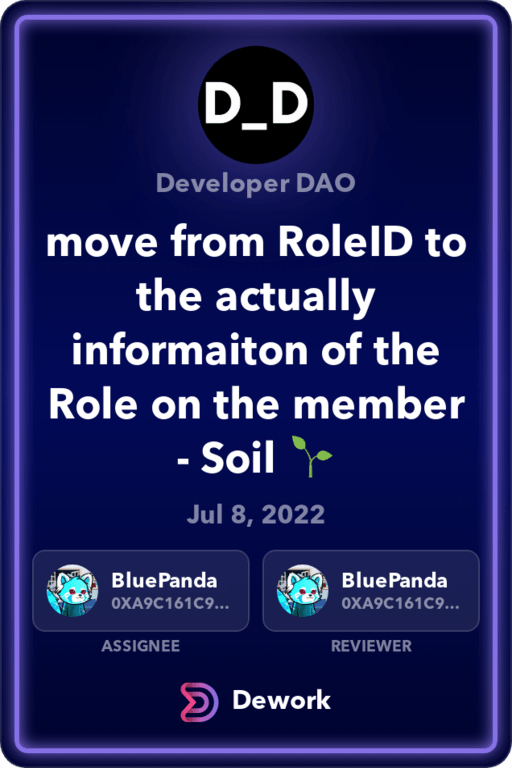 D_D
Developer DAO
move from RoleID to
the actually
informaiton of the
Role on the member
- Soil 🌱
Jul 8, 2022
BluePanda
0XA9C161C9...
ASSIGNEE
BluePanda
0XA9C161C9...
REVIEWER
Dework